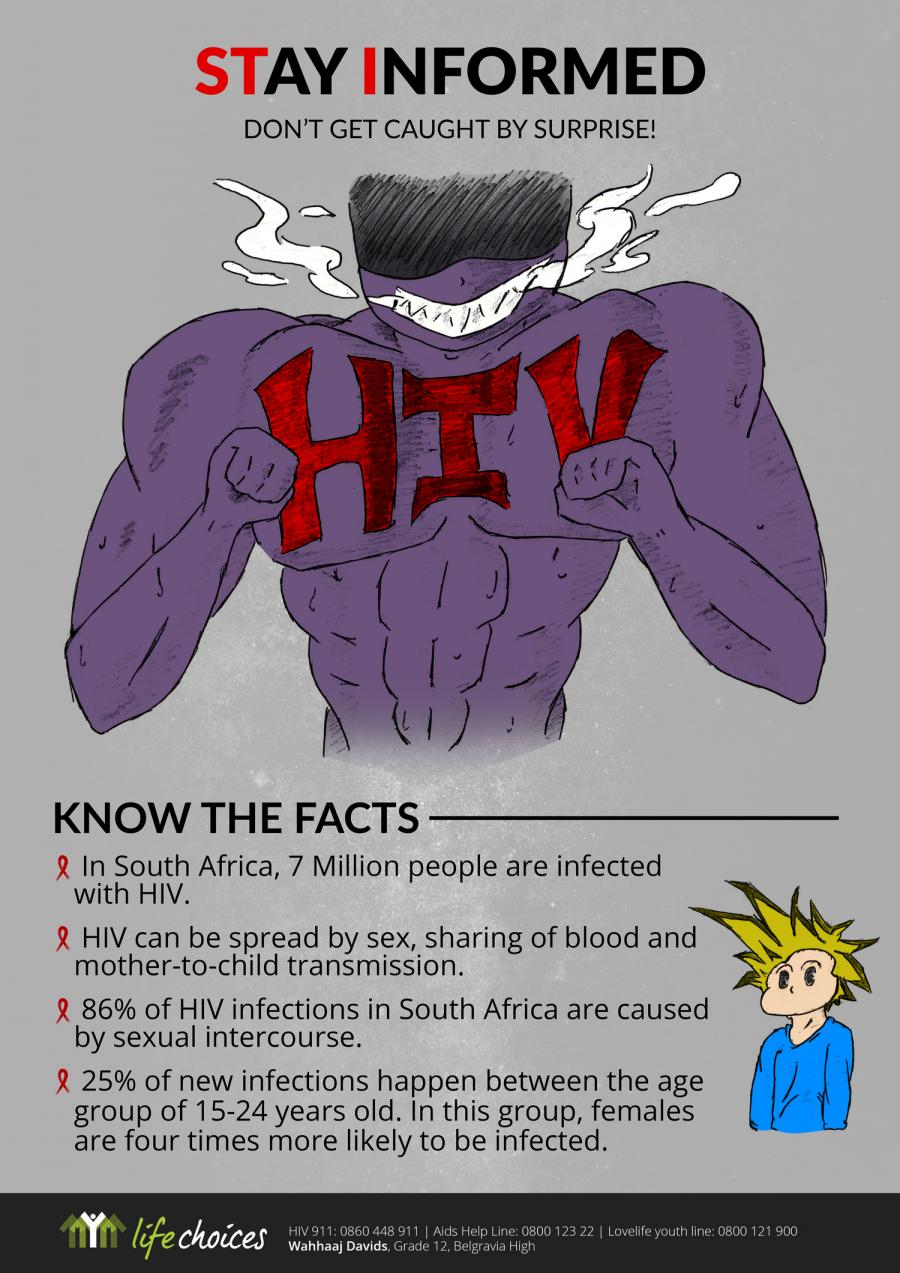 STAY INFORMED
DON'T GET CAUGHT BY SURPRISE!
HIV
KNOW THE FACTS
In South Africa, 7 Million people are infected
with HIV.
HIV can be spread by sex, sharing of blood and
mother-to-child transmission.
86% of HIV infections in South Africa are caused
by sexual intercourse.
25% of new infections happen between the age
group of 15-24 years old. In this group, females
are four times more likely to be infected.
life choices
HIV 911: 0860 448 911 | Aids Help Line: 0800 123 22 | Lovelife youth line: 0800 121 900
Wahhaaj Davids, Grade 12, Belgravia High